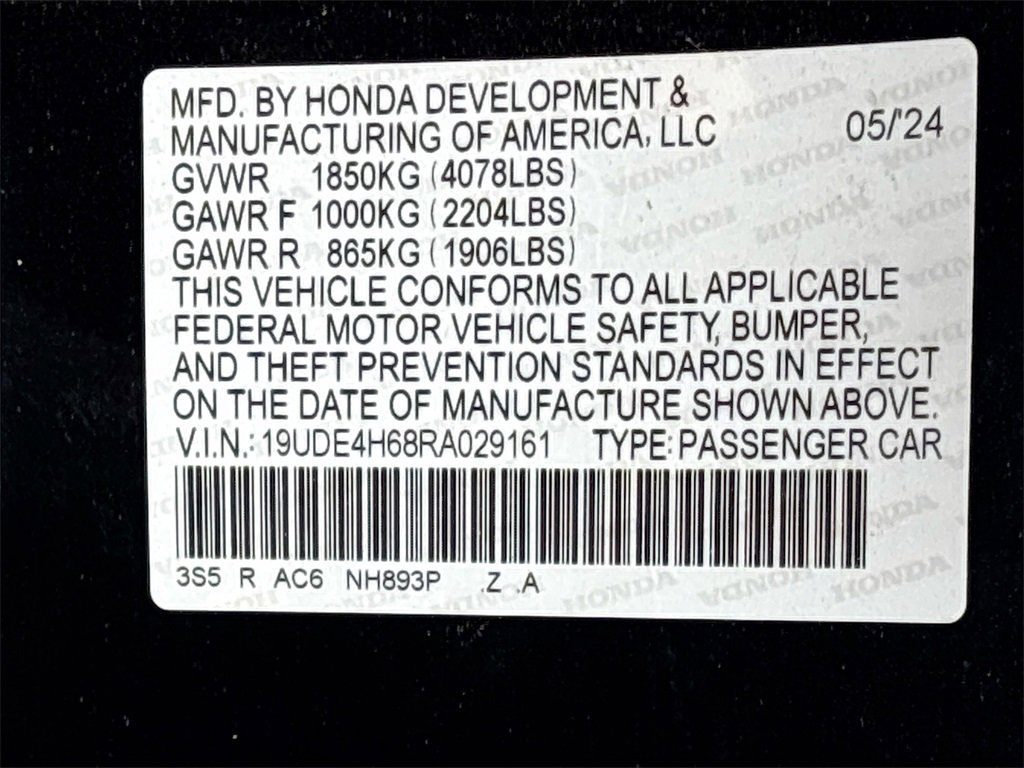 MFD. BY HONDA DEVELOPMENT &
MANUFACTURING OF AMERICA, LLC 05/'24
GVWR 1850KG (4078LBS)
GAWR F 1000KG (2204LBS)
GAWR R 865KG (1906LBS)
THIS VEHICLE CONFORMS TO ALL APPLICABLE
FEDERAL MOTOR VEHICLE SAFETY, BUMPER,
AND THEFT PREVENTION STANDARDS IN EFFECT
ON THE DATE OF MANUFACTURE SHOWN ABOVE.
V.I.N.: 19UDE4H68RA029161 TYPE: PASSENGER CAR
3S5 R AC6 NH893P .Z .A